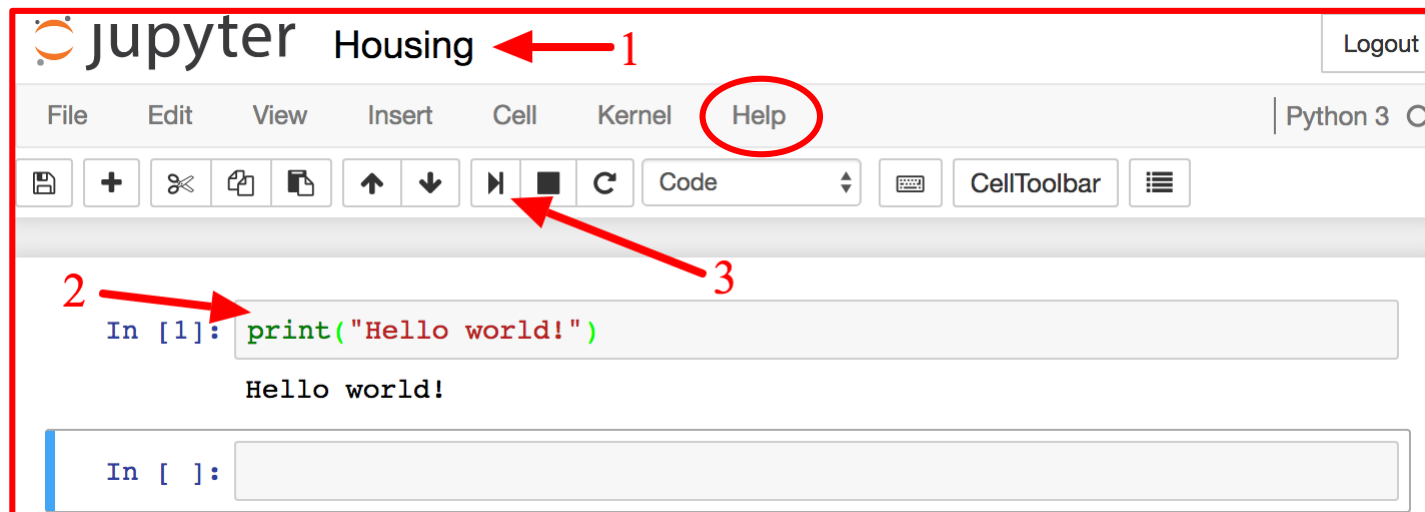 jupyter Housing 1 Logout
File Edit View Insert Cell Kernel Help Python 3
Code CellToolbar
3
2
In [1]: print("Hello world!")
Hello world!
In [ ]: